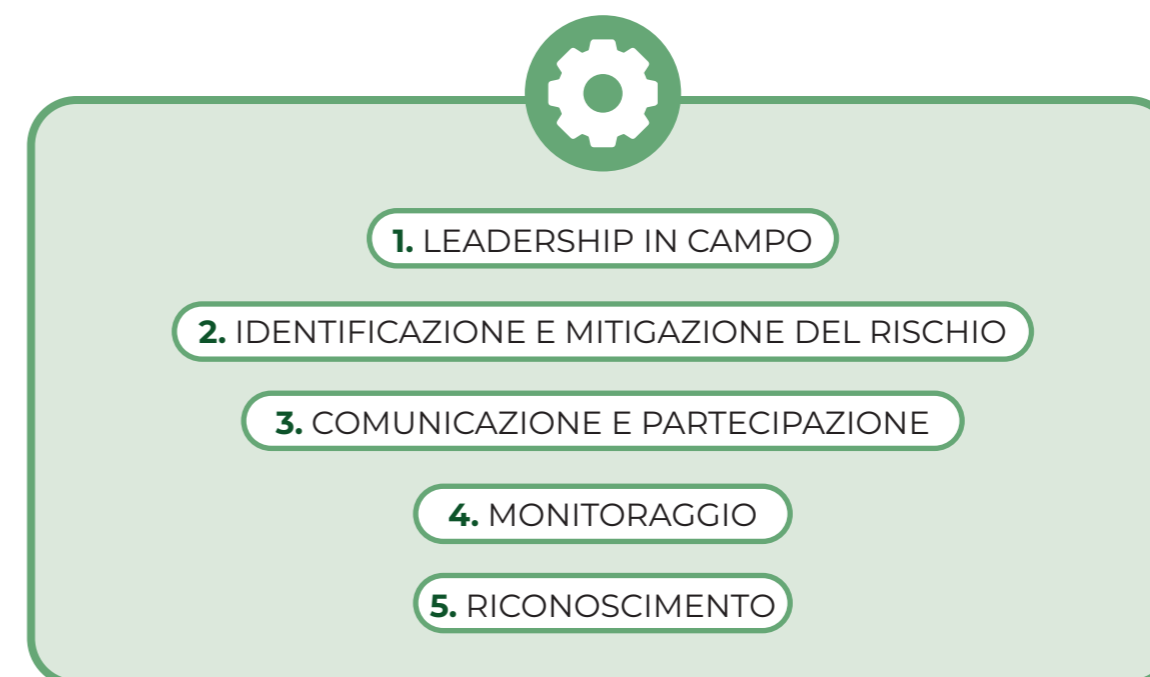 1. LEADERSHIP IN CAMPO
2. IDENTIFICAZIONE E MITIGAZIONE DEL RISCHIO
3. COMUNICAZIONE E PARTECIPAZIONE
4. MONITORAGGIO
5. RICONOSCIMENTO